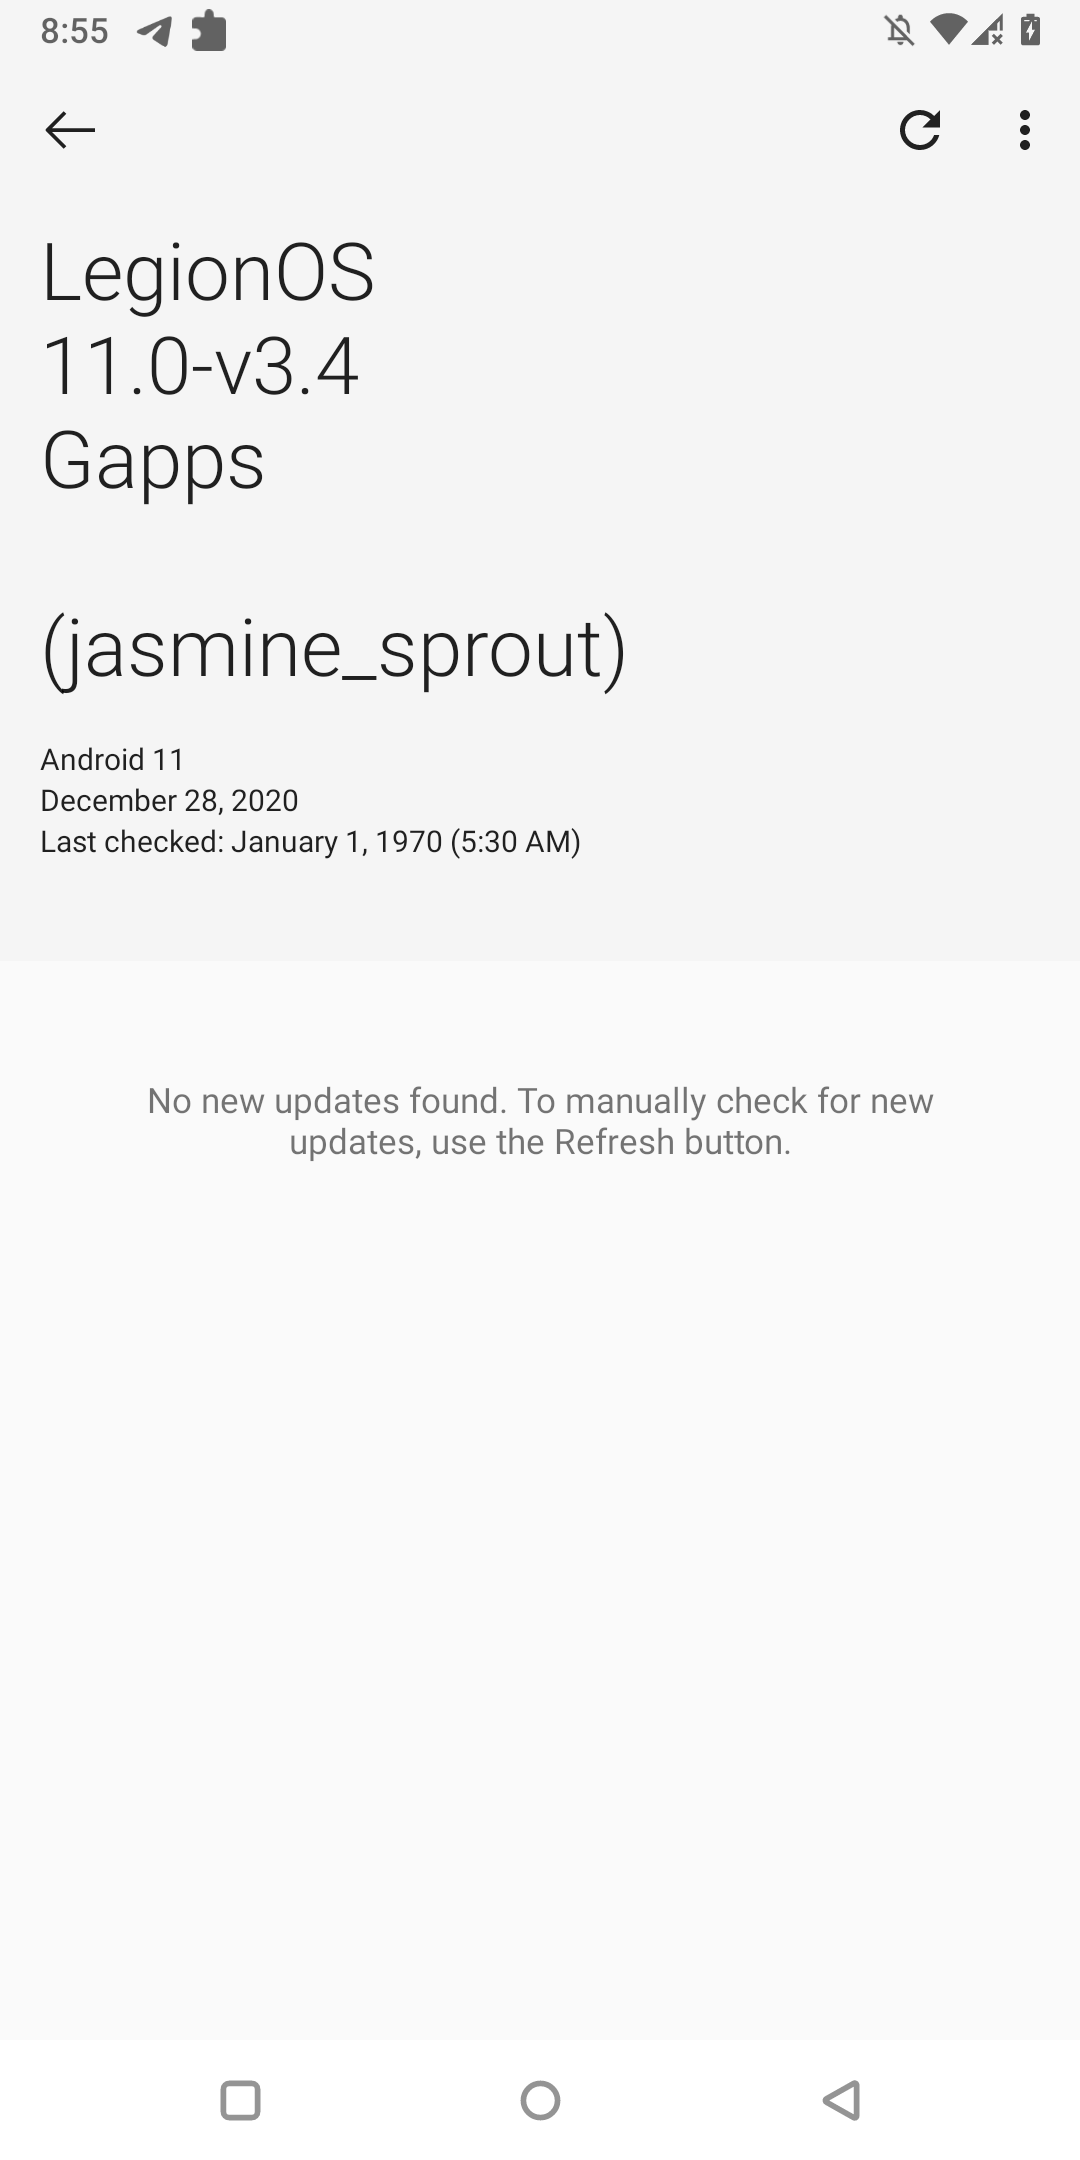 8:55
LegionOS
11.0-v3.4
Gapps
(jasmine_sprout)
Android 11
December 28, 2020
Last checked: January 1, 1970 (5:30 AM)
No new updates found. To manually check for new
updates, use the Refresh button.